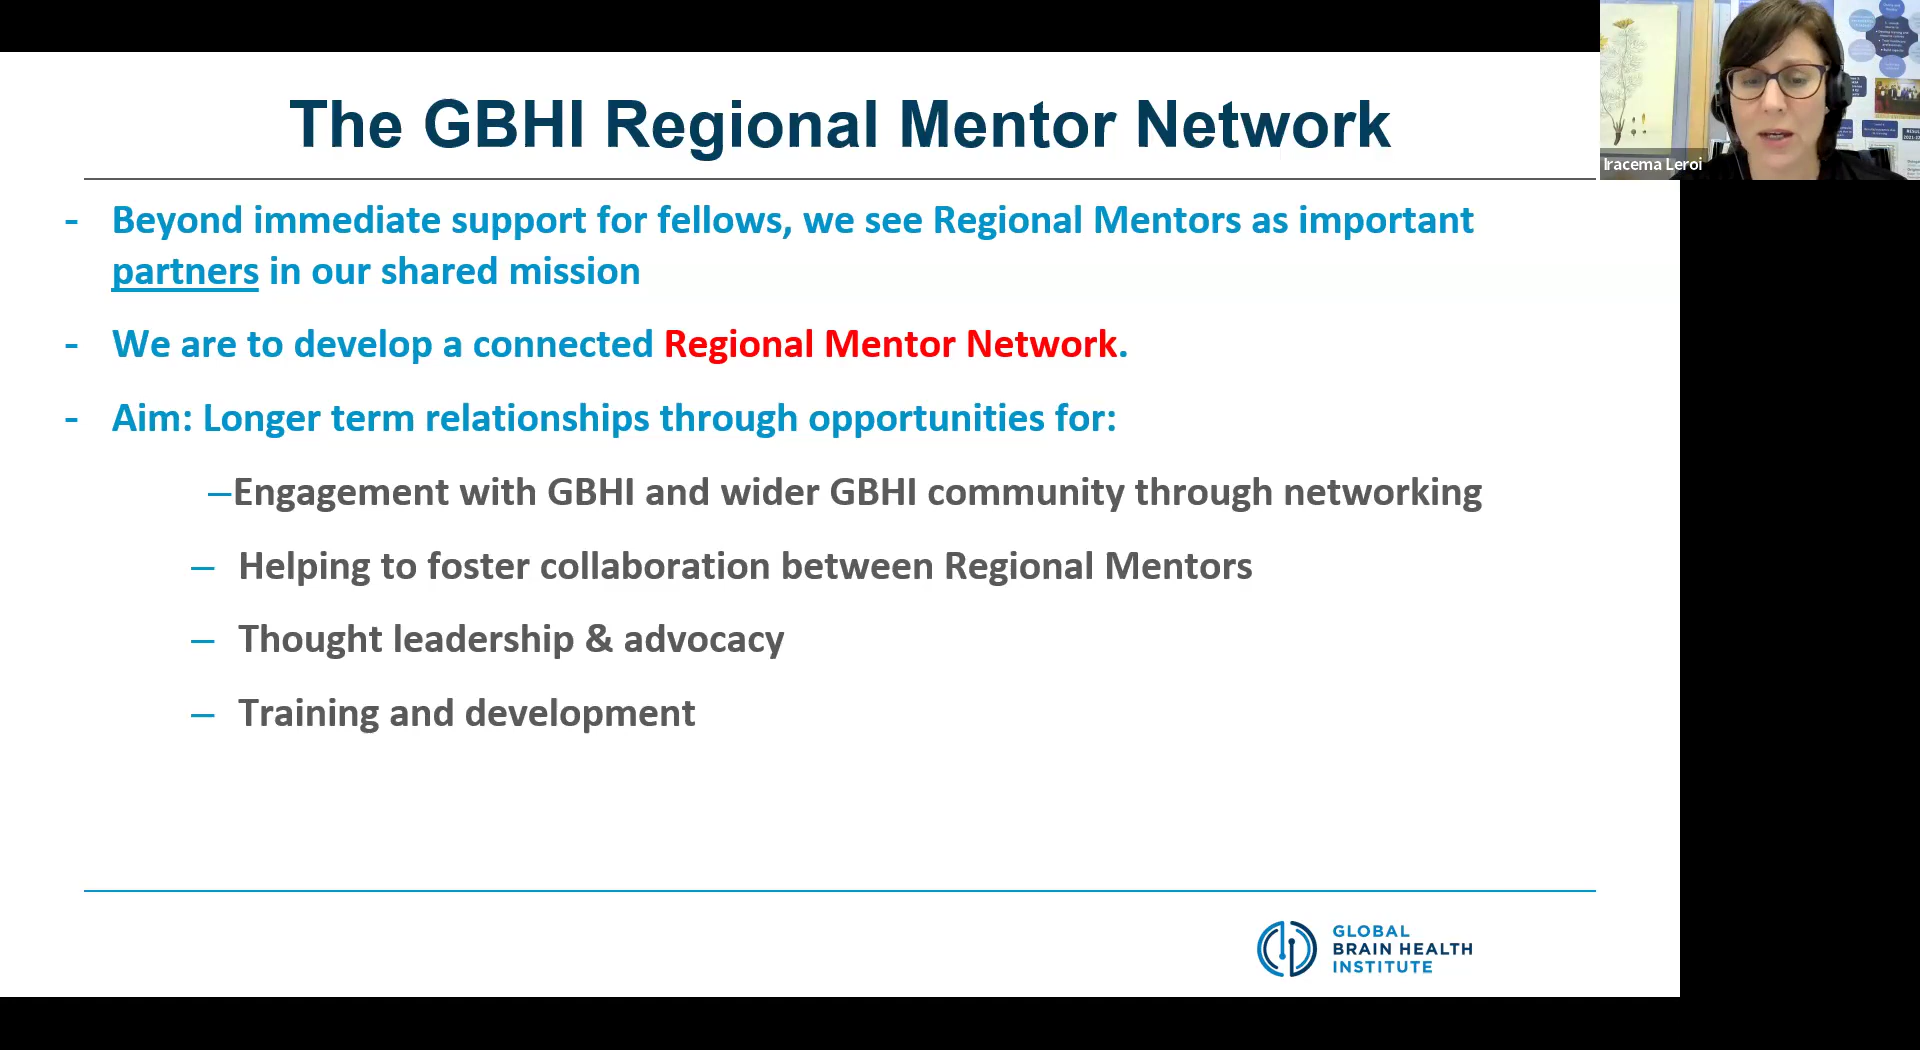 The GBHI Regional Mentor Network
- Beyond immediate support for fellows, we see Regional Mentors as important
partners in our shared mission
- We are to develop a connected Regional Mentor Network.
- Aim: Longer term relationships through opportunities for:
–Engagement with GBHI and wider GBHI community through networking
– Helping to foster collaboration between Regional Mentors
– Thought leadership & advocacy
– Training and development
GLOBAL
BRAIN HEALTH
INSTITUTE
Iracema Leroi